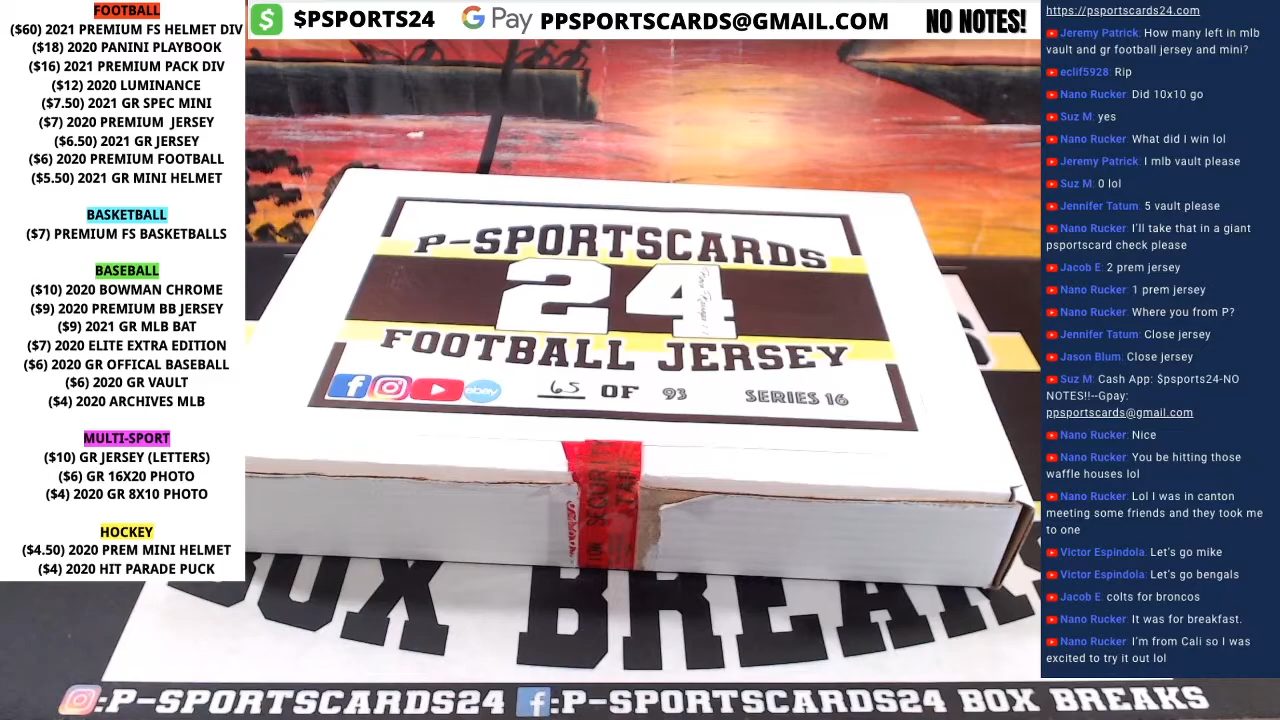 FOOTBALL
($60) 2021 PREMIUM FS HELMET DIV
($18) 2020 PANINI PLAYBOOK
($16) 2021 PREMIUM PACK DIV
($12) 2020 LUMINANCE
($7.50) 2021 GR SPEC MINI
($7) 2020 PREMIUM JERSEY
($6.50) 2021 GR JERSEY
($6) 2020 PREMIUM FOOTBALL
($5.50) 2021 GR MINI HELMET
BASKETBALL
($7) PREMIUM FS BASKETBALLS
BASEBALL
($10) 2020 BOWMAN CHROME
($9) 2020 PREMIUM BB JERSEY
($9) 2021 GR MLB BAT
($7) 2020 ELITE EXTRA EDITION
($6) 2020 GR OFFICAL BASEBALL
($6) 2020 GR VAULT
($4) 2020 ARCHIVES MLB
MULTI-SPORT
($10) GR JERSEY (LETTERS)
($6) GR 16X20 PHOTO
($4) 2020 GR 8X10 PHOTO
HOCKEY
($4.50) 2020 PREM MINI HELMET
($4) 2020 HIT PARADE PUCK
$PSPORTS24 G Pay PPSPORTSCARDS@GMAIL.COM NO NOTES!
P-SPORTSCARDS
24
FOOTBALL JERSEY
ebay 65 OF 93 SERIES 16
SECURITY
TAPE
BOX BREAK
:P-SPORTSCARDS24 :P-SPORTSCARDS24 BOX BREAKS
https://psportscards24.com
Jeremy Patrick: How many left in mlb
vault and gr football jersey and mini?
eclif5928: Rip
Nano Rucker: Did 10x10 go
Suz M: yes
Nano Rucker: What did I win lol
Jeremy Patrick: I mlb vault please
Suz M: 0 lol
Jennifer Tatum: 5 vault please
Nano Rucker: I'll take that in a giant
psportscard check please
Jacob E: 2 prem jersey
Nano Rucker: 1 prem jersey
Nano Rucker: Where you from P?
Jennifer Tatum: Close jersey
Jason Blum: Close jersey
Suz M: Cash App: $psports24-NO
NOTES!!--Gpay:
ppsportscards@gmail.com
Nano Rucker: Nice
Nano Rucker: You be hitting those
waffle houses lol
Nano Rucker: Lol I was in canton
meeting some friends and they took me
to one
Victor Espindola: Let's go mike
Victor Espindola: Let's go bengals
Jacob E: colts for broncos
Nano Rucker: It was for breakfast.
Nano Rucker: I'm from Cali so I was
excited to try it out lol